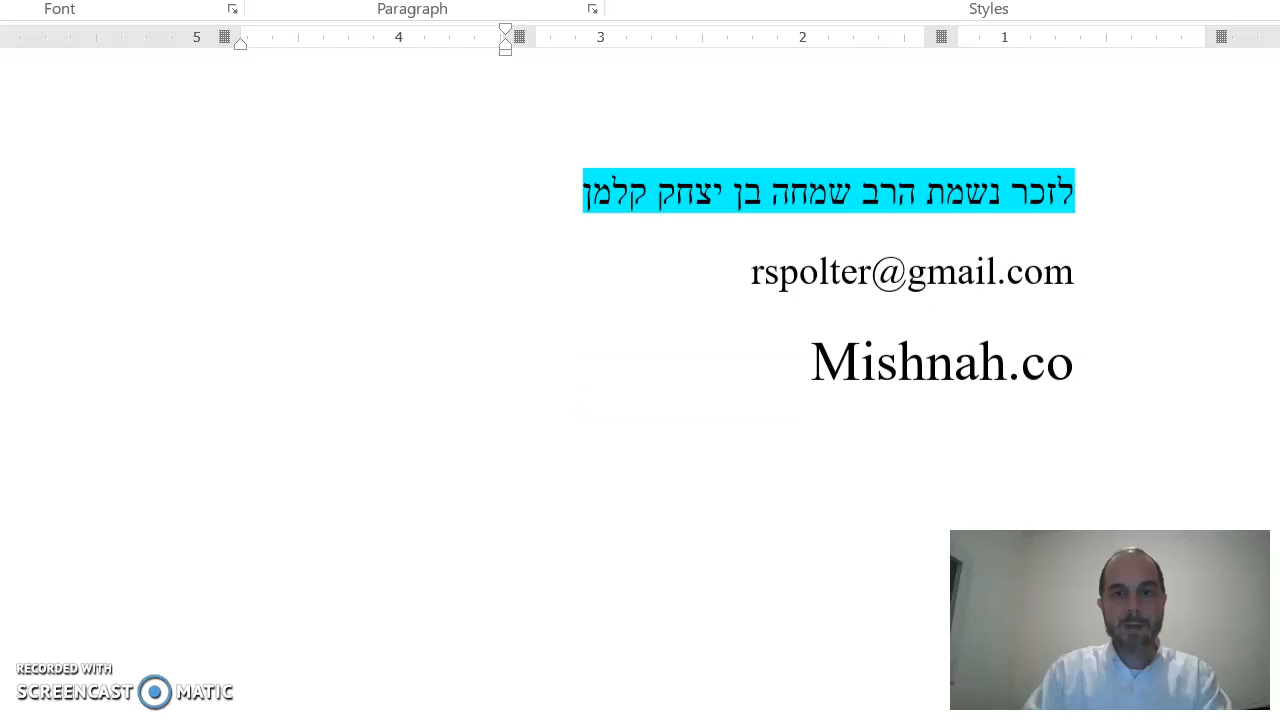 Font Paragraph Styles
5 4 3 2 1
לזכר נשמת הרב שמחה בן יצחק קלמן
rspolter@gmail.com
Mishnah.co
RECORDED WITH
SCREENCAST MATIC